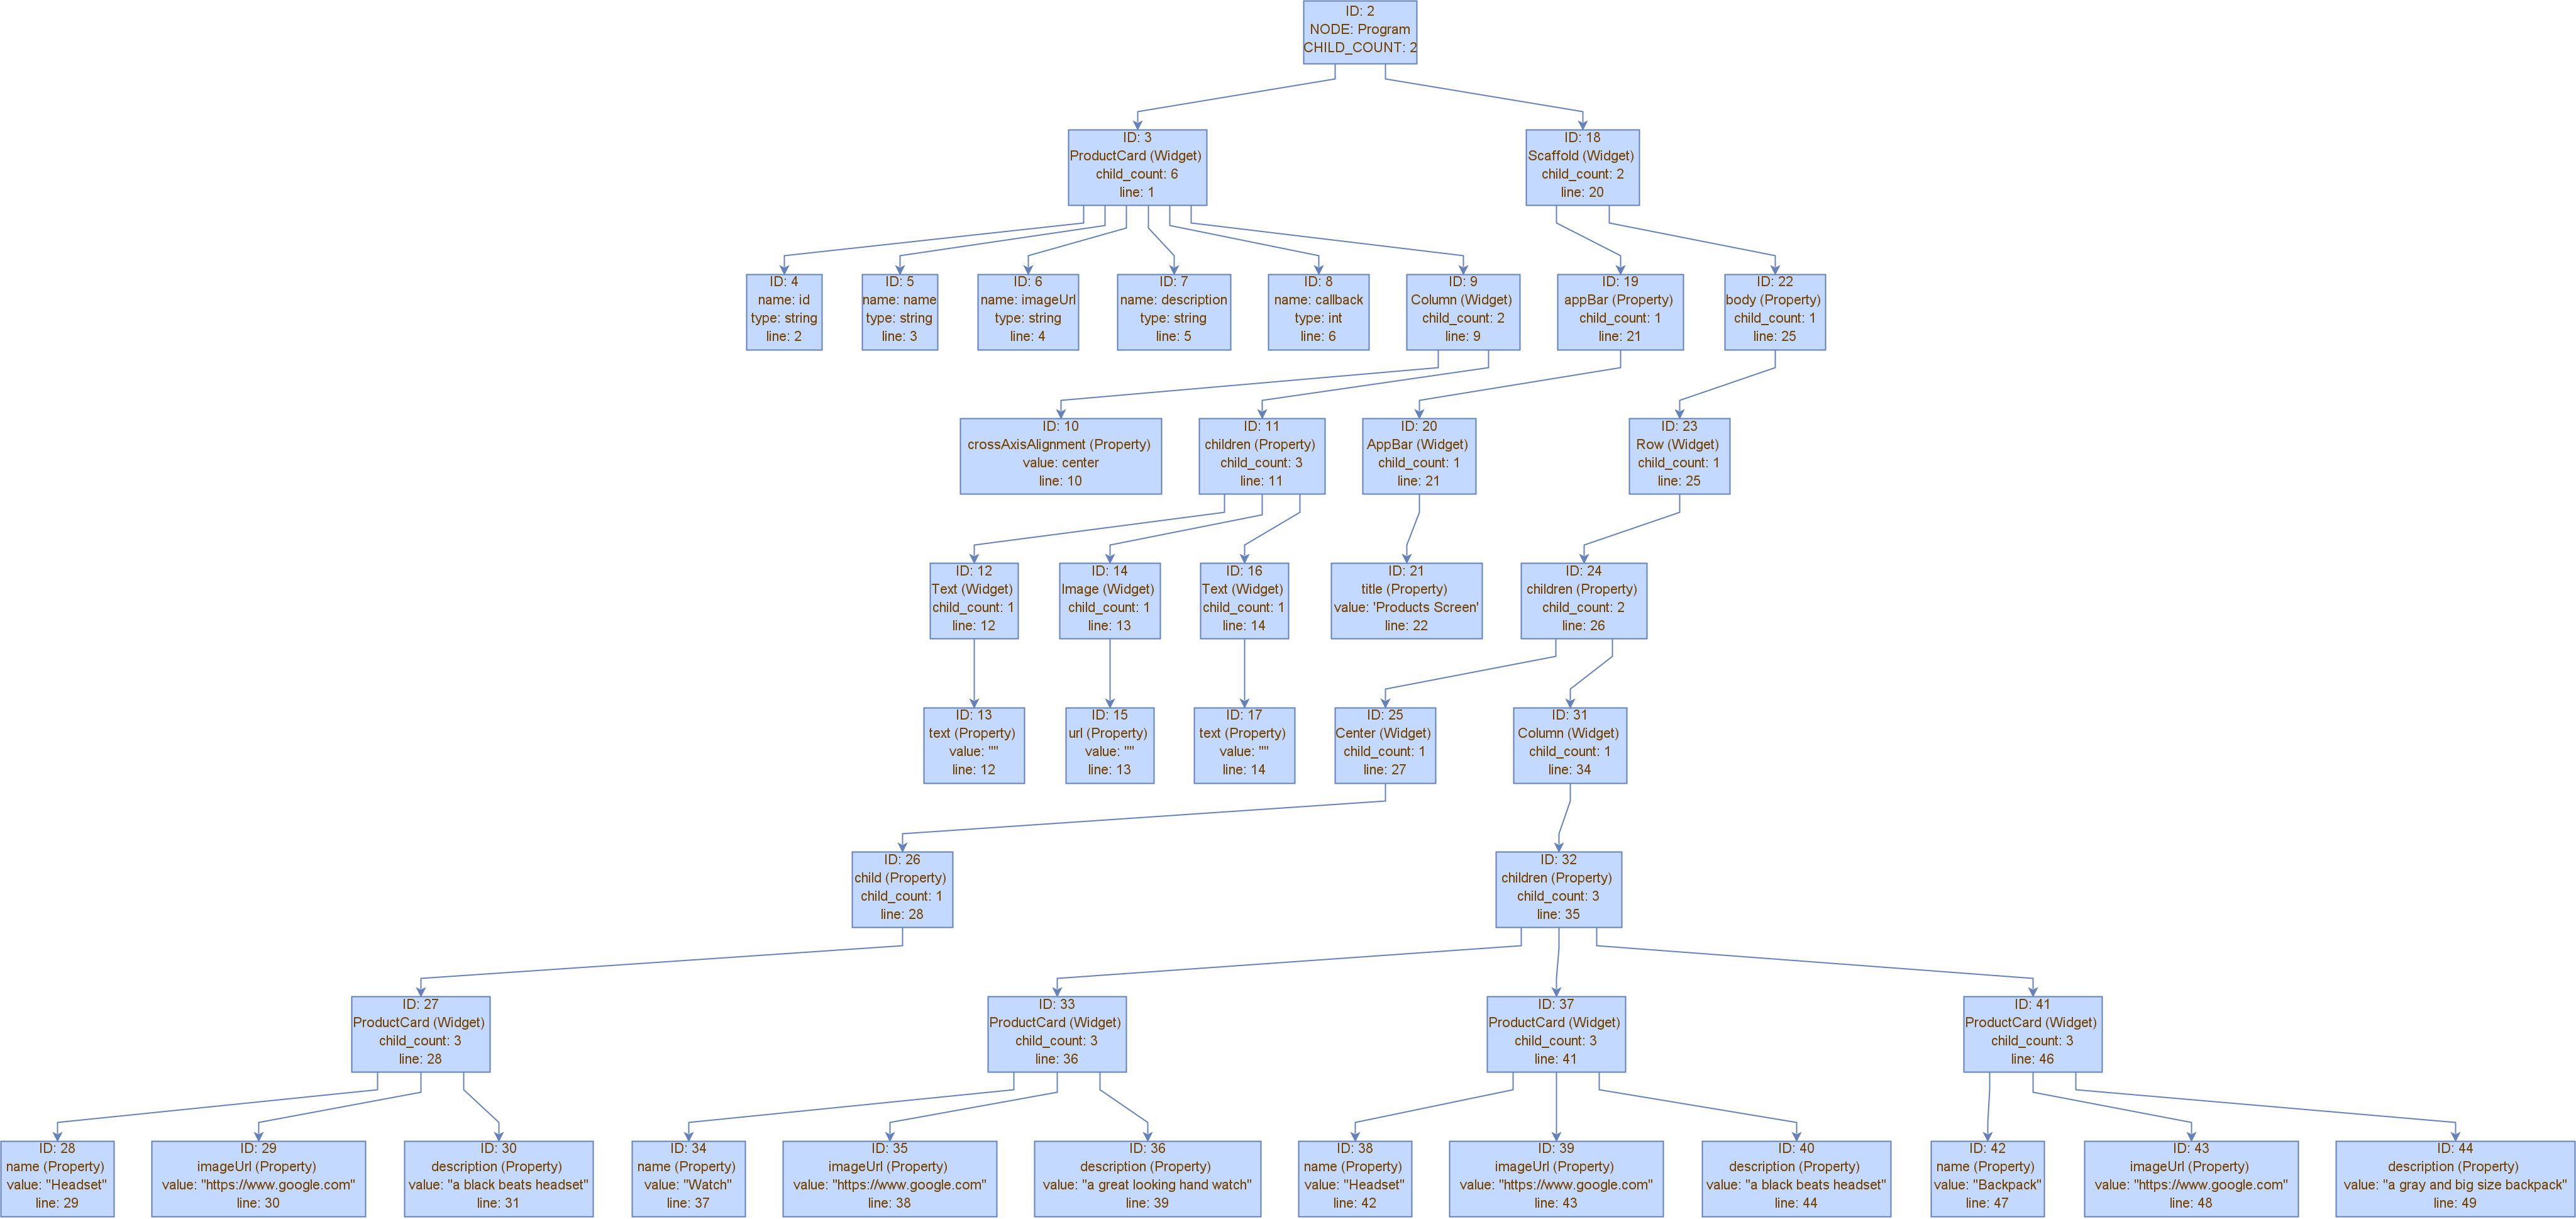 ID: 2
NODE: Program
CHILD_COUNT: 2
ID: 3
ProductCard (Widget)
child_count: 6
line: 1
ID: 18
Scaffold (Widget)
child_count: 2
line: 20
ID: 4
name: id
type: string
line: 2
ID: 5
name: name
type: string
line: 3
ID: 6
name: imageUrl
type: string
line: 4
ID: 7
name: description
type: string
line: 5
ID: 8
name: callback
type: int
line: 6
ID: 9
Column (Widget)
child_count: 2
line: 9
ID: 19
appBar (Property)
child_count: 1
line: 21
ID: 22
body (Property)
child_count: 1
line: 25
ID: 10
crossAxisAlignment (Property)
value: center
line: 10
ID: 11
children (Property)
child_count: 3
line: 11
ID: 20
AppBar (Widget)
child_count: 1
line: 21
ID: 23
Row (Widget)
child_count: 1
line: 25
ID: 12
Text (Widget)
child_count: 1
line: 12
ID: 14
Image (Widget)
child_count: 1
line: 13
ID: 16
Text (Widget)
child_count: 1
line: 14
ID: 21
title (Property)
value: 'Products Screen'
line: 22
ID: 24
children (Property)
child_count: 2
line: 26
ID: 13
text (Property)
value: ""
line: 12
ID: 15
url (Property)
value: ""
line: 13
ID: 17
text (Property)
value: ""
line: 14
ID: 25
Center (Widget)
child_count: 1
line: 27
ID: 31
Column (Widget)
child_count: 1
line: 34
ID: 26
child (Property)
child_count: 1
line: 28
ID: 32
children (Property)
child_count: 3
line: 35
ID: 27
ProductCard (Widget)
child_count: 3
line: 28
ID: 33
ProductCard (Widget)
child_count: 3
line: 36
ID: 37
ProductCard (Widget)
child_count: 3
line: 41
ID: 41
ProductCard (Widget)
child_count: 3
line: 46
ID: 28
name (Property)
value: "Headset"
line: 29
ID: 29
imageUrl (Property)
value: "https://www.google.com"
line: 30
ID: 30
description (Property)
value: "a black beats headset"
line: 31
ID: 34
name (Property)
value: "Watch"
line: 37
ID: 35
imageUrl (Property)
value: "https://www.google.com"
line: 38
ID: 36
description (Property)
value: "a great looking hand watch"
line: 39
ID: 38
name (Property)
value: "Headset"
line: 42
ID: 39
imageUrl (Property)
value: "https://www.google.com"
line: 43
ID: 40
description (Property)
value: "a black beats headset"
line: 44
ID: 42
name (Property)
value: "Backpack"
line: 47
ID: 43
imageUrl (Property)
value: "https://www.google.com"
line: 48
ID: 44
description (Property)
value: "a gray and big size backpack"
line: 49